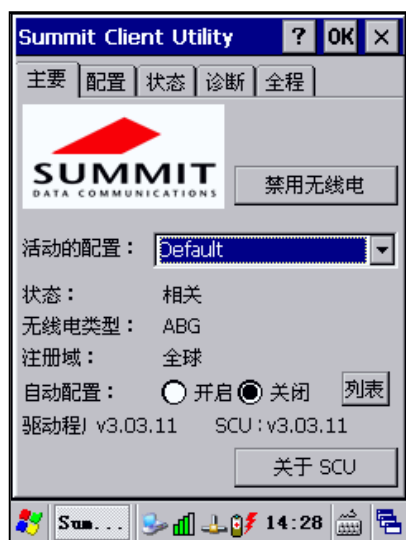 Summit Client Utility ? OK ×
主要 配置 状态 诊断 全程
SUMMIT
DATA COMMUNICATIONS
禁用无线电
活动的配置： Default
状态： 相关
无线电类型： ABG
注册域： 全球
自动配置： 开启 关闭 列表
驱动程 v3.03.11 SCU：v3.03.11
关于 SCU
Sum... 14:28